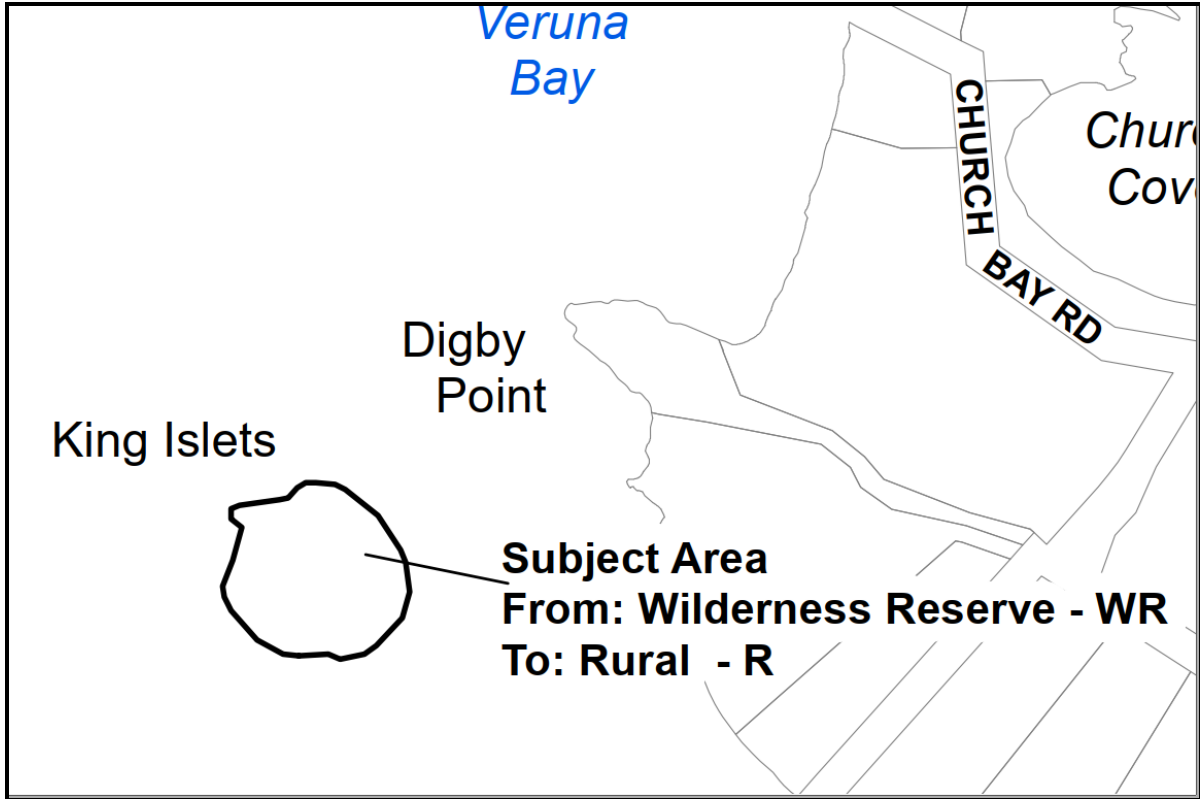 Veruna
Bay
CHURCH
BAY RD
Digby
Point
King Islets
Subject Area
From: Wilderness Reserve - WR
To: Rural - R